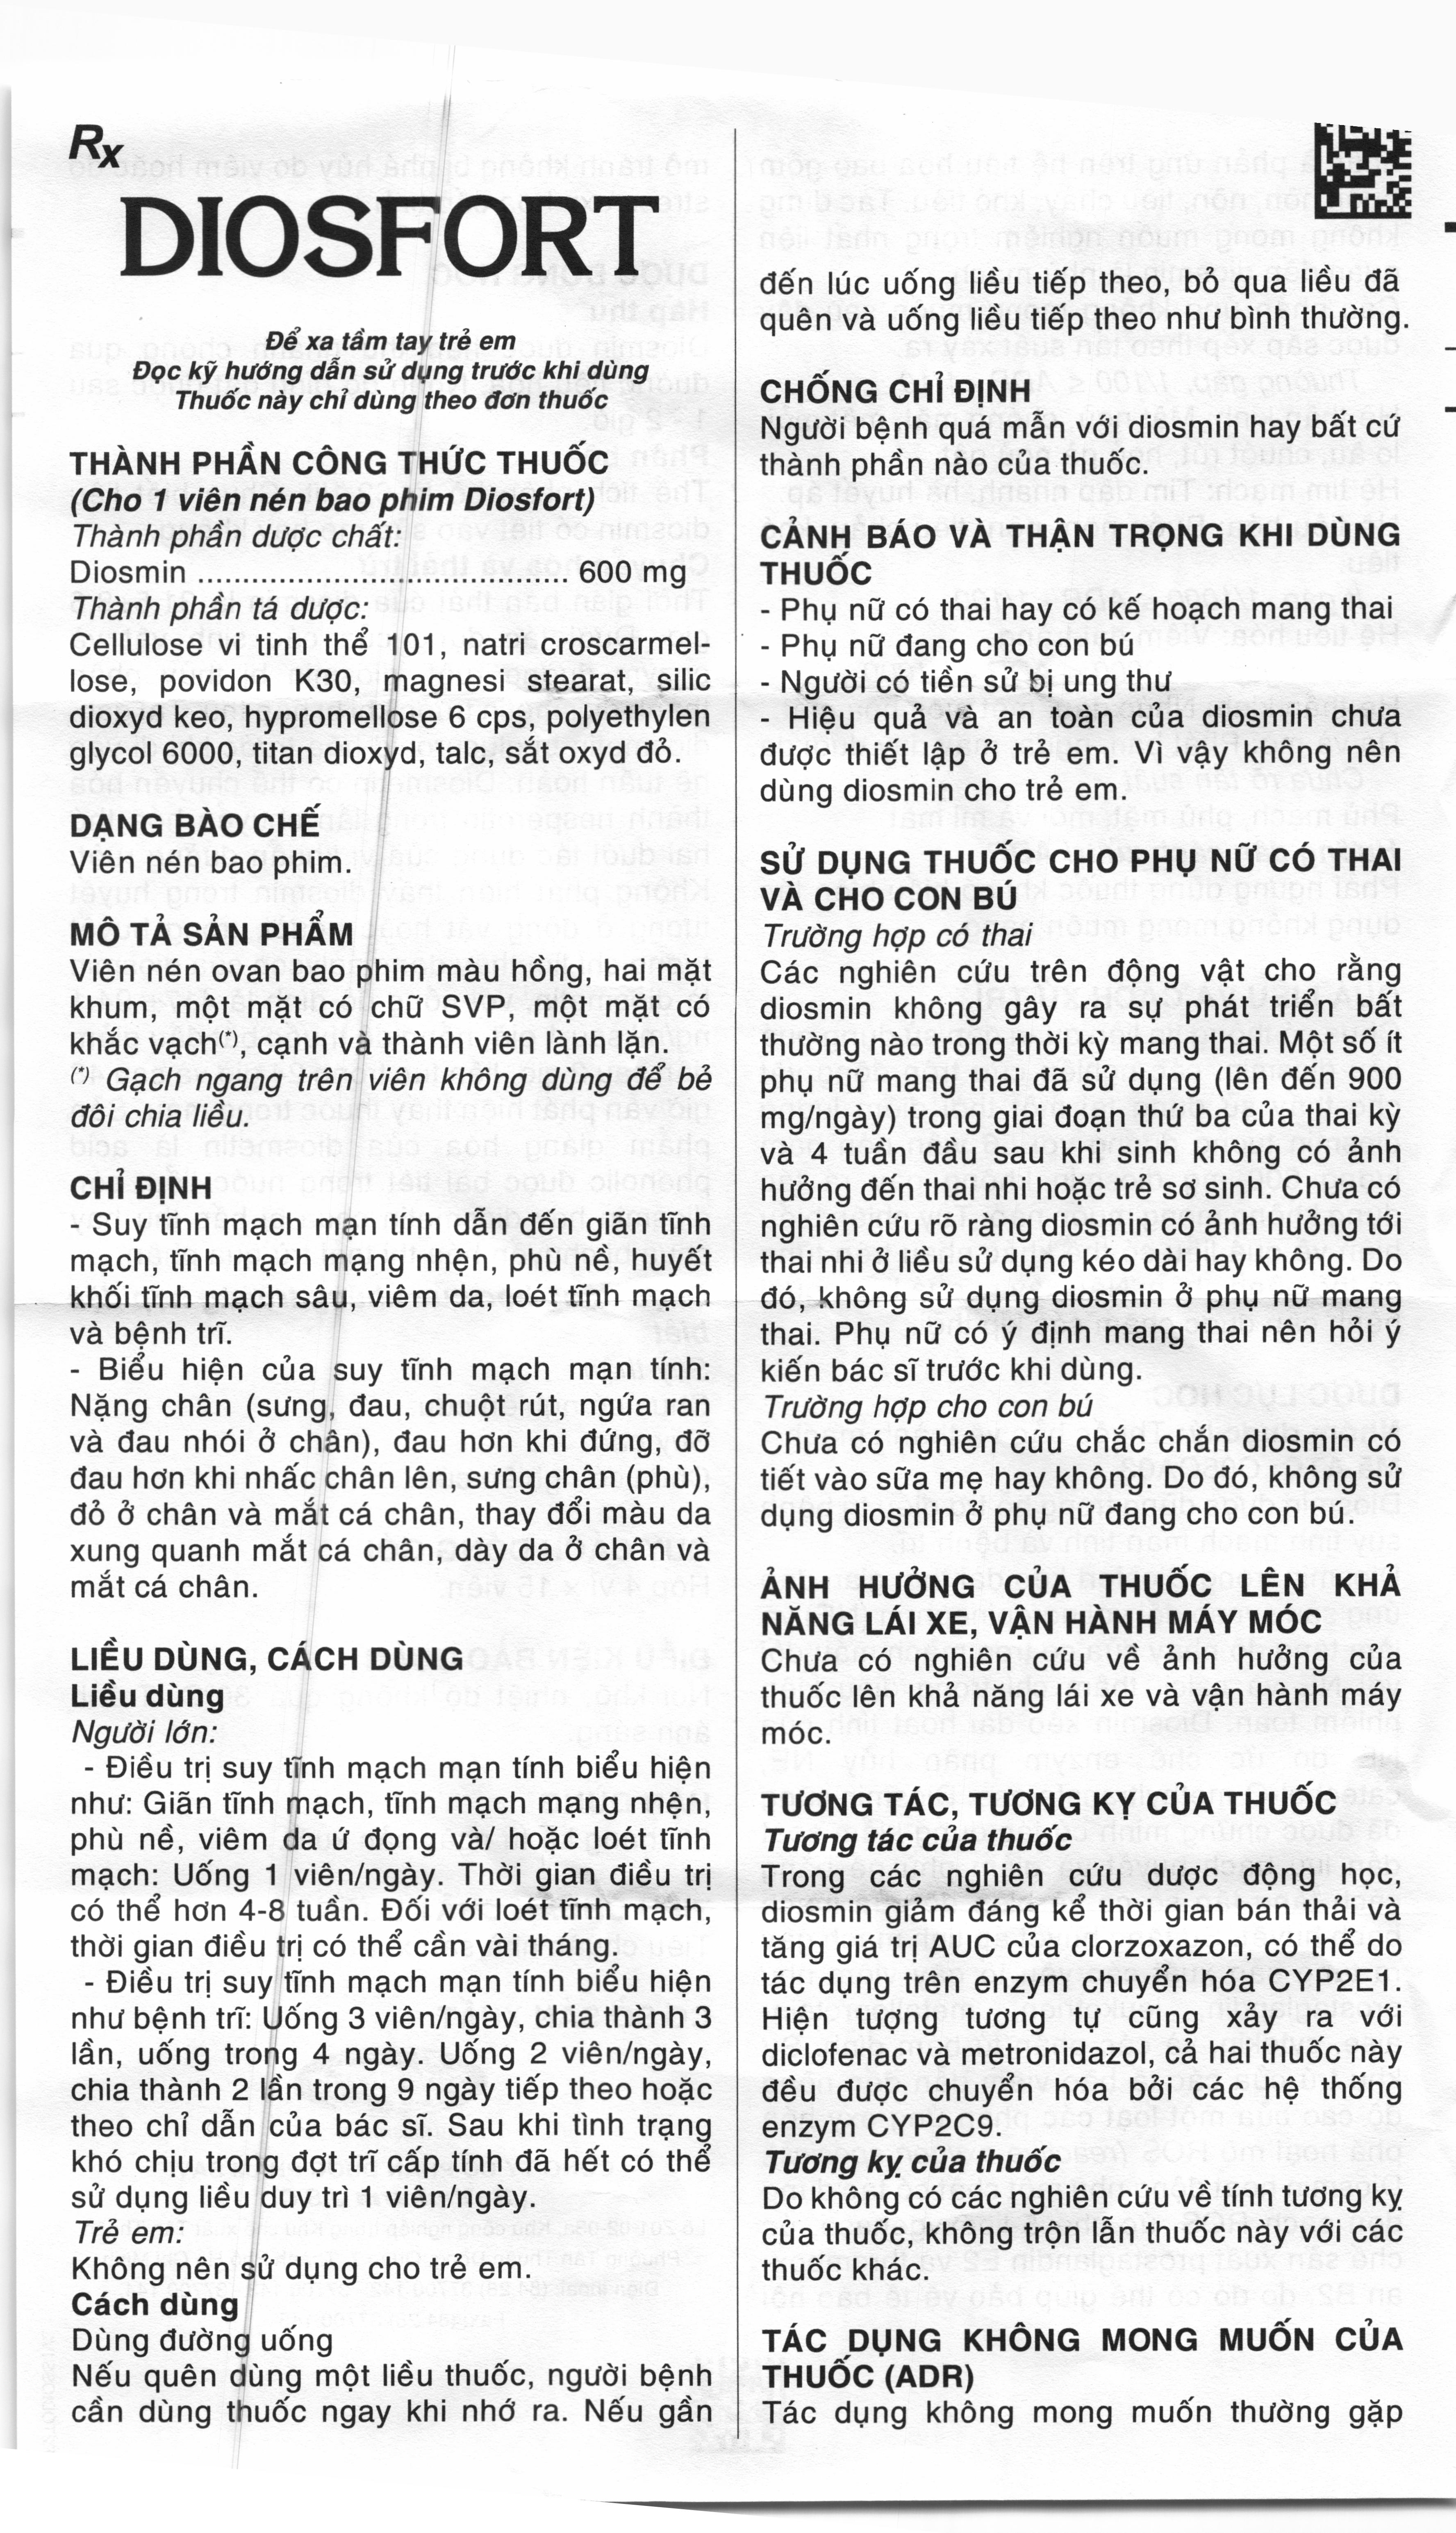 Rx
DIOSFORT
Để xa tầm tay trẻ em
Đọc kỹ hướng dẫn sử dụng trước khi dùng
Thuốc này chỉ dùng theo đơn thuốc
THÀNH PHẦN CÔNG THỨC THUỐC
(Cho 1 viên nén bao phim Diosfort)
Thành phần dược chất:
Diosmin ......................................... 600 mg
Thành phần tá dược:
Cellulose vi tinh thể 101, natri croscarmel-
lose, povidon K30, magnesi stearat, silic
dioxyd keo, hypromellose 6 cps, polyethylen
glycol 6000, titan dioxyd, talc, sắt oxyd đỏ.
DẠNG BÀO CHẾ
Viên nén bao phim.
MÔ TẢ SẢN PHẨM
Viên nén ovan bao phim màu hồng, hai mặt
khum, một mặt có chữ SVP, một mặt có
khắc vạch(*), cạnh và thành viên lành lặn.
(*) Gạch ngang trên viên không dùng để bẻ
đôi chia liều.
CHỈ ĐỊNH
- Suy tĩnh mạch mạn tính dẫn đến giãn tĩnh
mạch, tĩnh mạch mạng nhện, phù nề, huyết
khối tĩnh mạch sâu, viêm da, loét tĩnh mạch
và bệnh trĩ.
- Biểu hiện của suy tĩnh mạch mạn tính:
Nặng chân (sưng, đau, chuột rút, ngứa ran
và đau nhói ở chân), đau hơn khi đứng, đỡ
đau hơn khi nhấc chân lên, sưng chân (phù),
đỏ ở chân và mắt cá chân, thay đổi màu da
xung quanh mắt cá chân, dày da ở chân và
mắt cá chân.
LIỀU DÙNG, CÁCH DÙNG
Liều dùng
Người lớn:
- Điều trị suy tĩnh mạch mạn tính biểu hiện
như: Giãn tĩnh mạch, tĩnh mạch mạng nhện,
phù nề, viêm da ứ đọng và/ hoặc loét tĩnh
mạch: Uống 1 viên/ngày. Thời gian điều trị
có thể hơn 4-8 tuần. Đối với loét tĩnh mạch,
thời gian điều trị có thể cần vài tháng.
- Điều trị suy tĩnh mạch mạn tính biểu hiện
như bệnh trĩ: Uống 3 viên/ngày, chia thành 3
lần, uống trong 4 ngày. Uống 2 viên/ngày,
chia thành 2 lần trong 9 ngày tiếp theo hoặc
theo chỉ dẫn của bác sĩ. Sau khi tình trạng
khó chịu trong đợt trĩ cấp tính đã hết có thể
sử dụng liều duy trì 1 viên/ngày.
Trẻ em:
Không nên sử dụng cho trẻ em.
Cách dùng
Dùng đường uống
Nếu quên dùng một liều thuốc, người bệnh
cần dùng thuốc ngay khi nhớ ra. Nếu gần
đến lúc uống liều tiếp theo, bỏ qua liều đã
quên và uống liều tiếp theo như bình thường.
CHỐNG CHỈ ĐỊNH
Người bệnh quá mẫn với diosmin hay bất cứ
thành phần nào của thuốc.
CẢNH BÁO VÀ THẬN TRỌNG KHI DÙNG
THUỐC
- Phụ nữ có thai hay có kế hoạch mang thai
- Phụ nữ đang cho con bú
- Người có tiền sử bị ung thư
- Hiệu quả và an toàn của diosmin chưa
được thiết lập ở trẻ em. Vì vậy không nên
dùng diosmin cho trẻ em.
SỬ DỤNG THUỐC CHO PHỤ NỮ CÓ THAI
VÀ CHO CON BÚ
Trường hợp có thai
Các nghiên cứu trên động vật cho rằng
diosmin không gây ra sự phát triển bất
thường nào trong thời kỳ mang thai. Một số ít
phụ nữ mang thai đã sử dụng (lên đến 900
mg/ngày) trong giai đoạn thứ ba của thai kỳ
và 4 tuần đầu sau khi sinh không có ảnh
hưởng đến thai nhi hoặc trẻ sơ sinh. Chưa có
nghiên cứu rõ ràng diosmin có ảnh hưởng tới
thai nhi ở liều sử dụng kéo dài hay không. Do
đó, không sử dụng diosmin ở phụ nữ mang
thai. Phụ nữ có ý định mang thai nên hỏi ý
kiến bác sĩ trước khi dùng.
Trường hợp cho con bú
Chưa có nghiên cứu chắc chắn diosmin có
tiết vào sữa mẹ hay không. Do đó, không sử
dụng diosmin ở phụ nữ đang cho con bú.
ẢNH HƯỞNG CỦA THUỐC LÊN KHẢ
NĂNG LÁI XE, VẬN HÀNH MÁY MÓC
Chưa có nghiên cứu về ảnh hưởng của
thuốc lên khả năng lái xe và vận hành máy
móc.
TƯƠNG TÁC, TƯƠNG KỴ CỦA THUỐC
Tương tác của thuốc
Trong các nghiên cứu dược động học,
diosmin giảm đáng kể thời gian bán thải và
tăng giá trị AUC của clorzoxazon, có thể do
tác dụng trên enzym chuyển hóa CYP2E1.
Hiện tượng tương tự cũng xảy ra với
diclofenac và metronidazol, cả hai thuốc này
đều được chuyển hóa bởi các hệ thống
enzym CYP2C9.
Tương kỵ của thuốc
Do không có các nghiên cứu về tính tương kỵ
của thuốc, không trộn lẫn thuốc này với các
thuốc khác.
TÁC DỤNG KHÔNG MONG MUỐN CỦA
THUỐC (ADR)
Tác dụng không mong muốn thường gặp